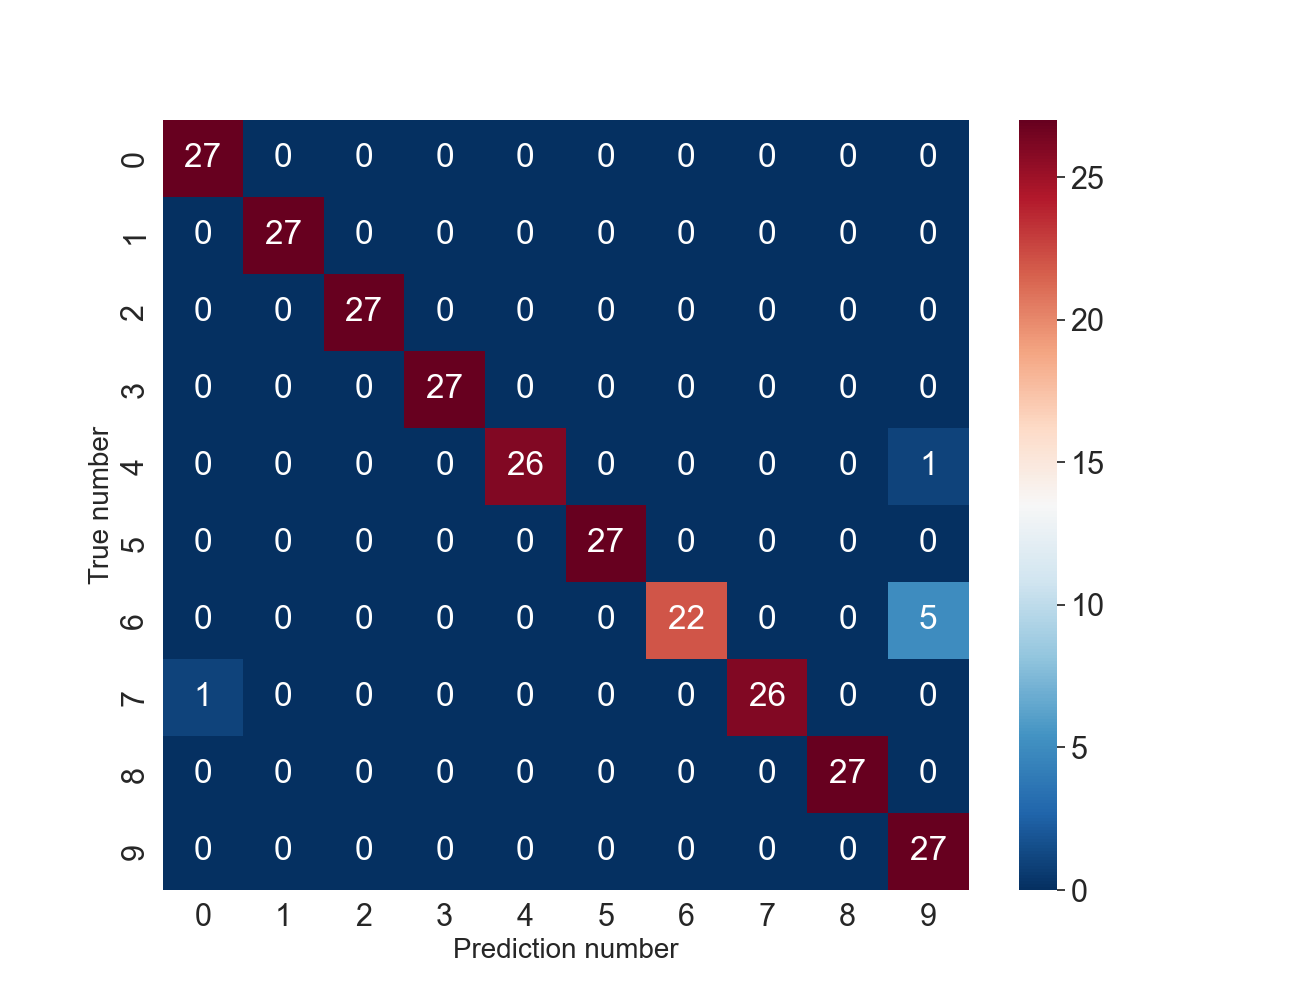 0 27 0 0 0 0 0 0 0 0 0
1 0 27 0 0 0 0 0 0 0 0
2 0 0 27 0 0 0 0 0 0 0
3 0 0 0 27 0 0 0 0 0 0
4 0 0 0 0 26 0 0 0 0 1
5 0 0 0 0 0 27 0 0 0 0
6 0 0 0 0 0 0 22 0 0 5
7 1 0 0 0 0 0 0 26 0 0
8 0 0 0 0 0 0 0 0 27 0
9 0 0 0 0 0 0 0 0 0 27
0 1 2 3 4 5 6 7 8 9
Prediction number
True number
25
20
15
10
5
0